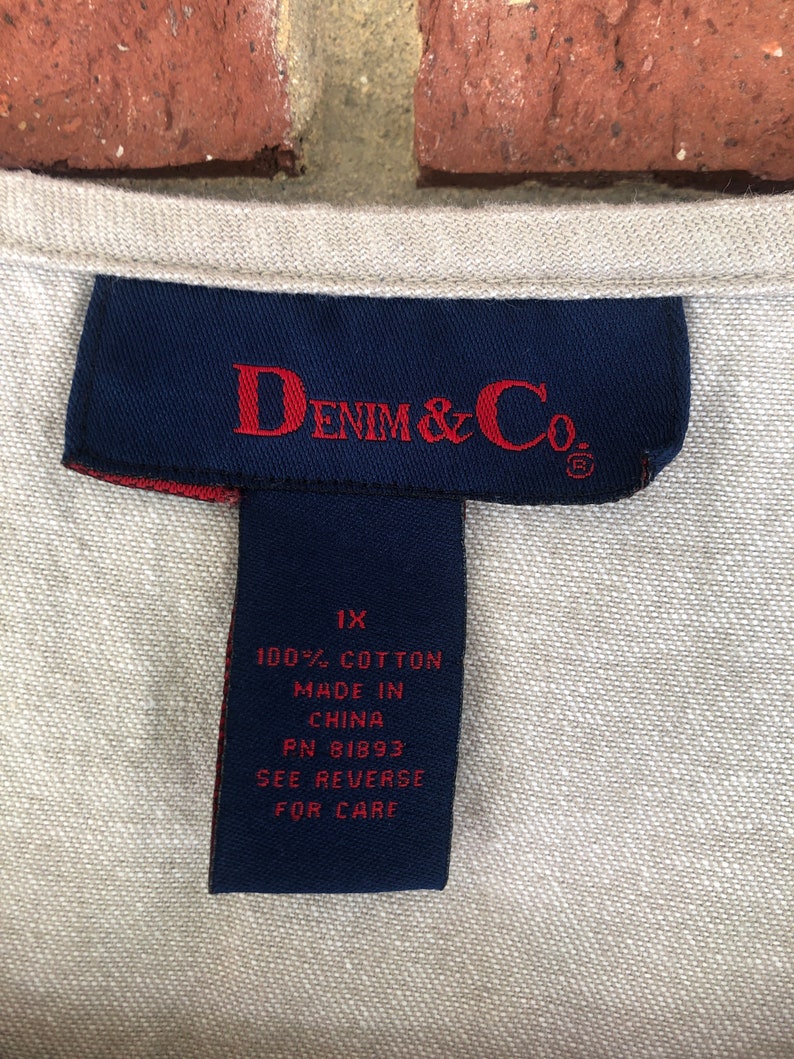 DENIM & CO.®
1X
100% COTTON
MADE IN
CHINA
PN 81893
SEE REVERSE
FOR CARE